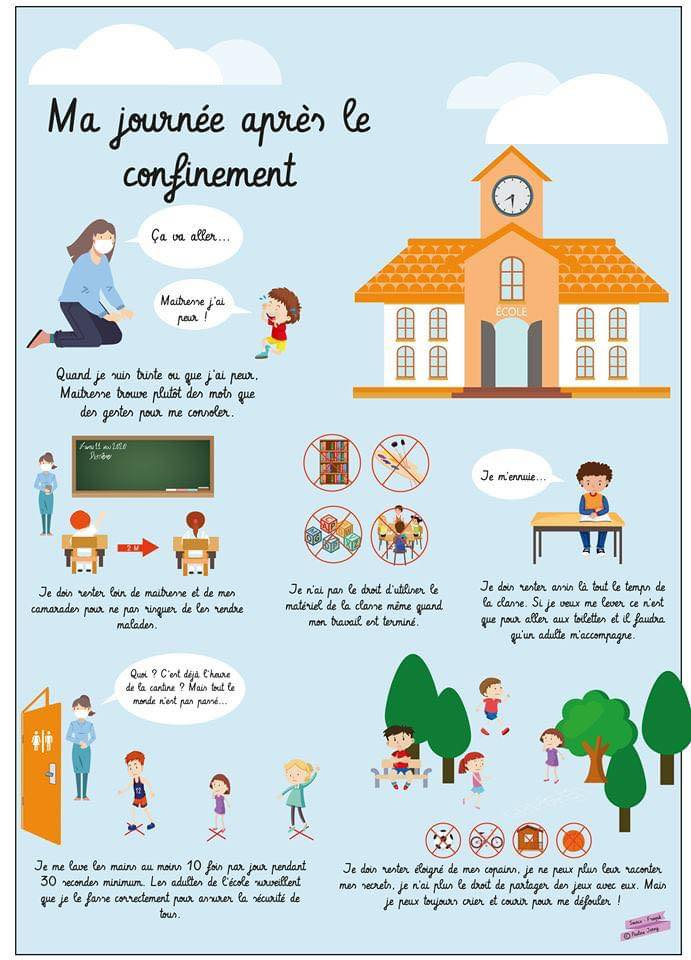 Ma journée après le
confinement
Ça va aller...
Maitresse j'ai
peur !
ÉCOLE
Quand je suis triste ou que j'ai peur,
Maitresse trouve plutôt des mots que
des gestes pour me consoler.
2 M
Je m'ennuie...
Je dois rester loin de maitresse et de mes
camarades pour ne pas risquer de les rendre
malades.
Je n'ai pas le droit d'utiliser le
matériel de la classe même quand
mon travail est terminé.
Je dois rester assis là tout le temps de
la classe. Si je veux me lever ce n'est
que pour aller aux toilettes et il faudra
qu'un adulte m'accompagne.
Quoi ? C'est déjà l'heure
de la cantine ? Mais tout le
monde n'est pas passé...
12
Je me lave les mains au moins 10 fois par jour pendant
30 secondes minimum. Les adultes de l'école surveillent
que je le fasse correctement pour assurer la sécurité de
tous.
Je dois rester éloigné de mes copains, je ne peux plus leur raconter
mes secrets, je n'ai plus le droit de partager des jeux avec eux. Mais
je peux toujours crier et courir pour me défouler !